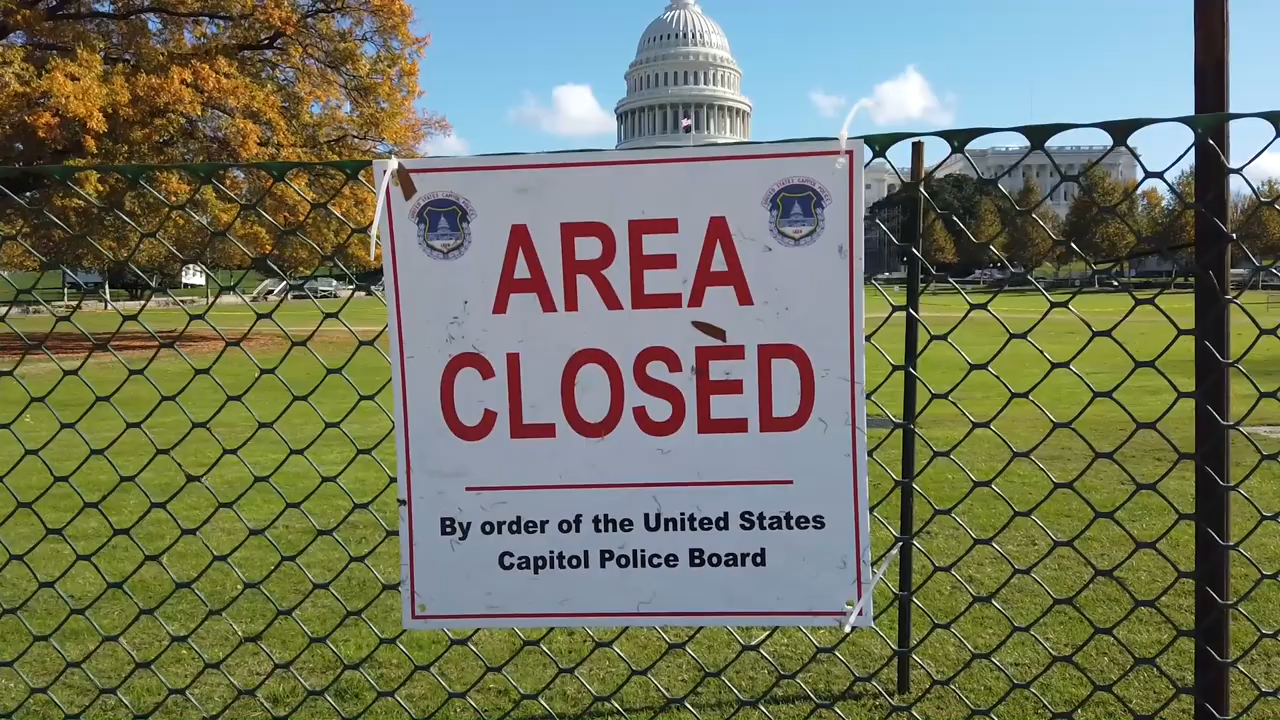 AREA
CLOSED
By order of the United States
Capitol Police Board